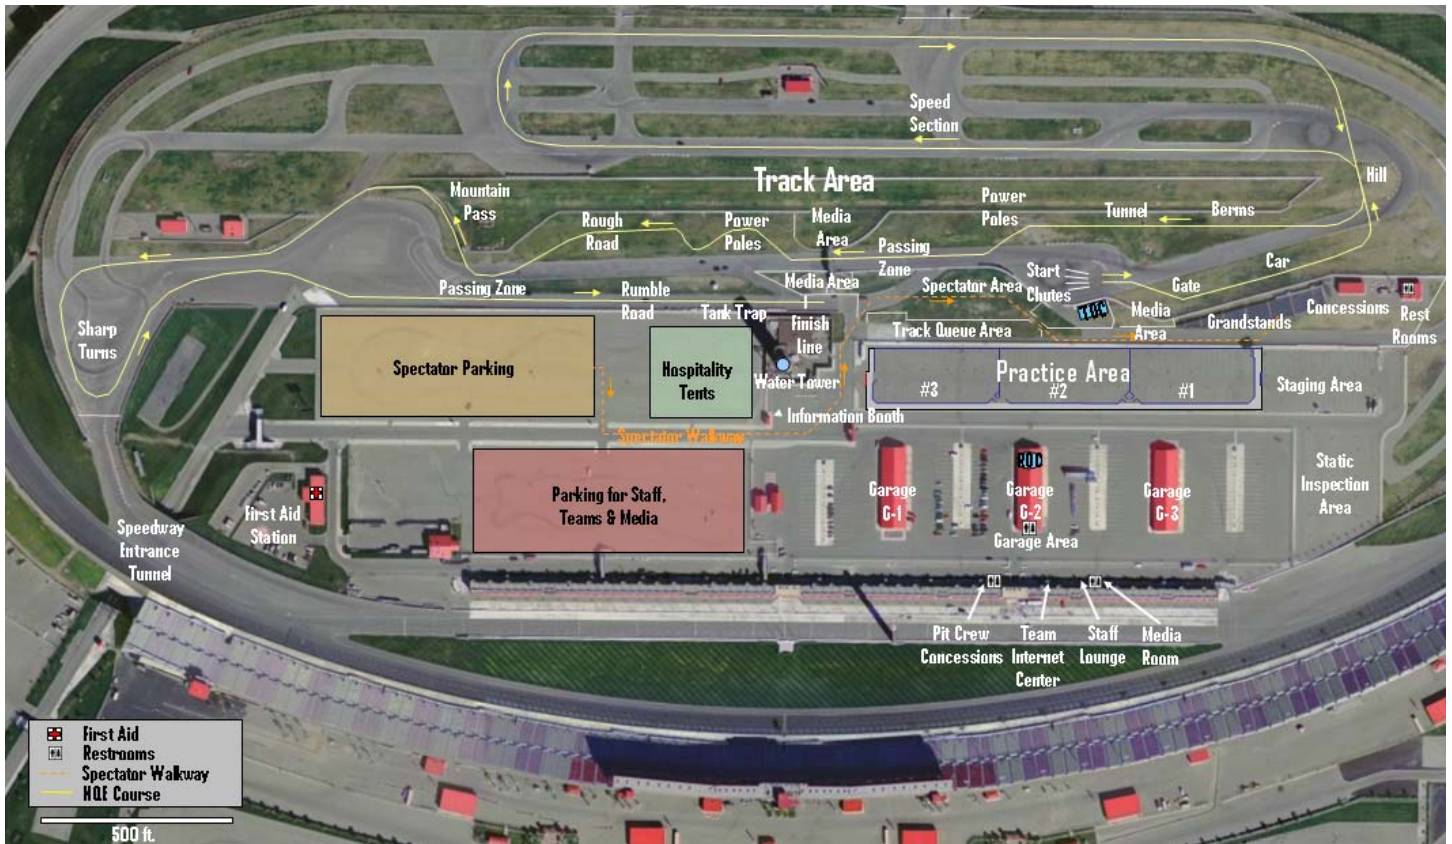 Speed
Section
Track Area
Hill
Mountain
Pass
Rough
Road
Power
Poles
Media
Area
Power
Poles
Tunnel
Berms
Passing
Zone
Car
Start
Chutes
Gate
Passing Zone
Rumble
Road
Media Area
Spectator Area
Concessions
Rest
Rooms
Sharp
Turns
Tank Trap
Finish
Line
Track Queue Area
TOC
Media
Area
Grandstands
Spectator Parking
Hospitality
Tents
Water Tower
Practice Area
#3
#2
#1
Staging Area
Information Booth
Spectator Walkway
Parking for Staff,
Teams & Media
Garage
G-1
ROD
Garage
G-2
Garage
G-3
Static
Inspection
Area
First Aid
Station
Garage Area
Speedway
Entrance
Tunnel
Pit Crew
Concessions
Team
Internet
Center
Staff
Lounge
Media
Room
First Aid
Restrooms
Spectator Walkway
NQE Course
500 ft.